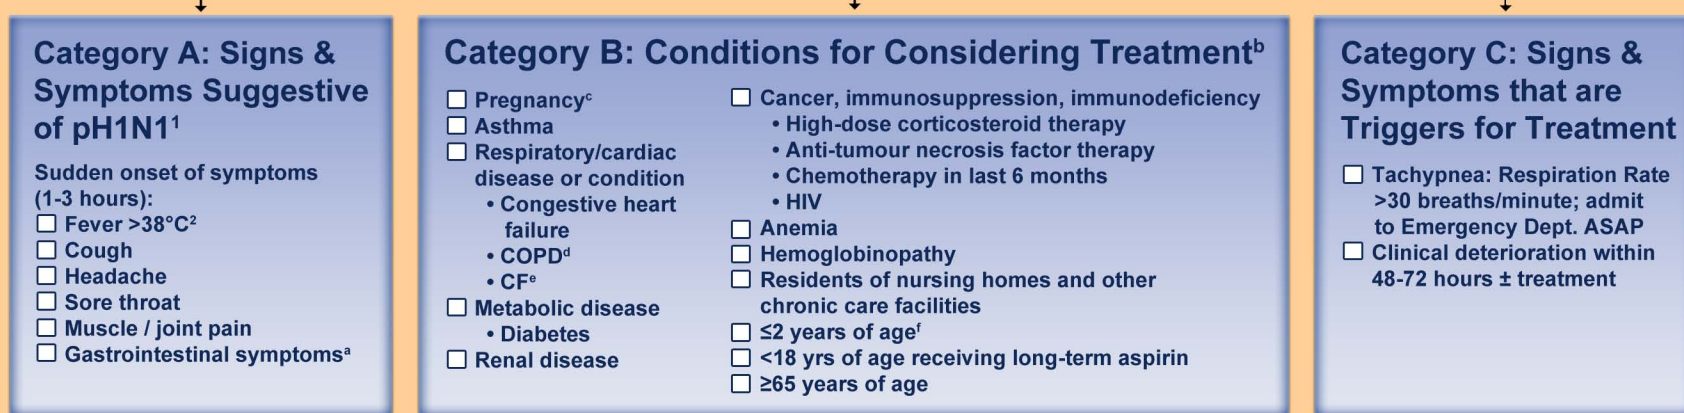 Category A: Signs &
Symptoms Suggestive
of pH1N1¹
Sudden onset of symptoms
(1-3 hours):
Fever >38°C²
Cough
Headache
Sore throat
Muscle / joint pain
Gastrointestinal symptomsᵃ
Category B: Conditions for Considering Treatmentᵇ
Pregnancyᶜ
Asthma
Respiratory/cardiac
disease or condition
• Congestive heart
failure
• COPDᵈ
• CFᵉ
Metabolic disease
• Diabetes
Renal disease
Cancer, immunosuppression, immunodeficiency
• High-dose corticosteroid therapy
• Anti-tumour necrosis factor therapy
• Chemotherapy in last 6 months
• HIV
Anemia
Hemoglobinopathy
Residents of nursing homes and other
chronic care facilities
≤2 years of ageᶠ
<18 yrs of age receiving long-term aspirin
≥65 years of age
Category C: Signs &
Symptoms that are
Triggers for Treatment
Tachypnea: Respiration Rate
>30 breaths/minute; admit
to Emergency Dept. ASAP
Clinical deterioration within
48-72 hours ± treatment